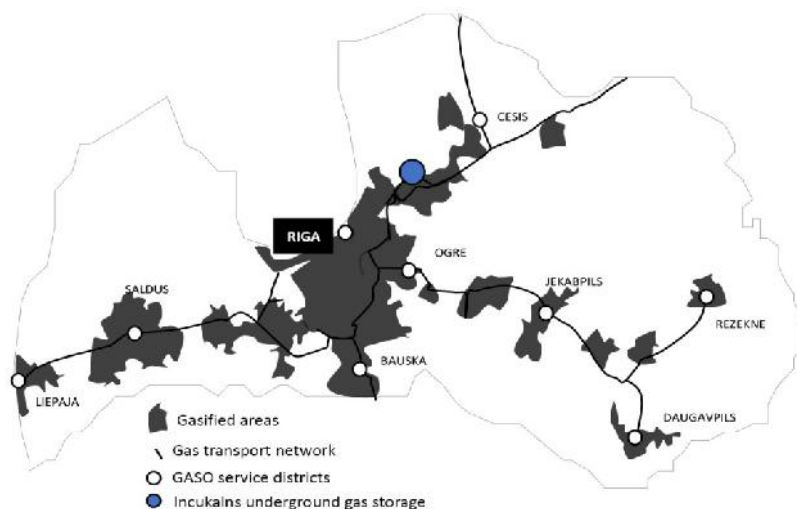 CESIS
RIGA
OGRE
SALDUS
JEKABPILS
REZEKNE
BAUSKA
LIEPAJA
DAUGAVPILS
Gasified areas
Gas transport network
GASO service districts
Incukalns underground gas storage